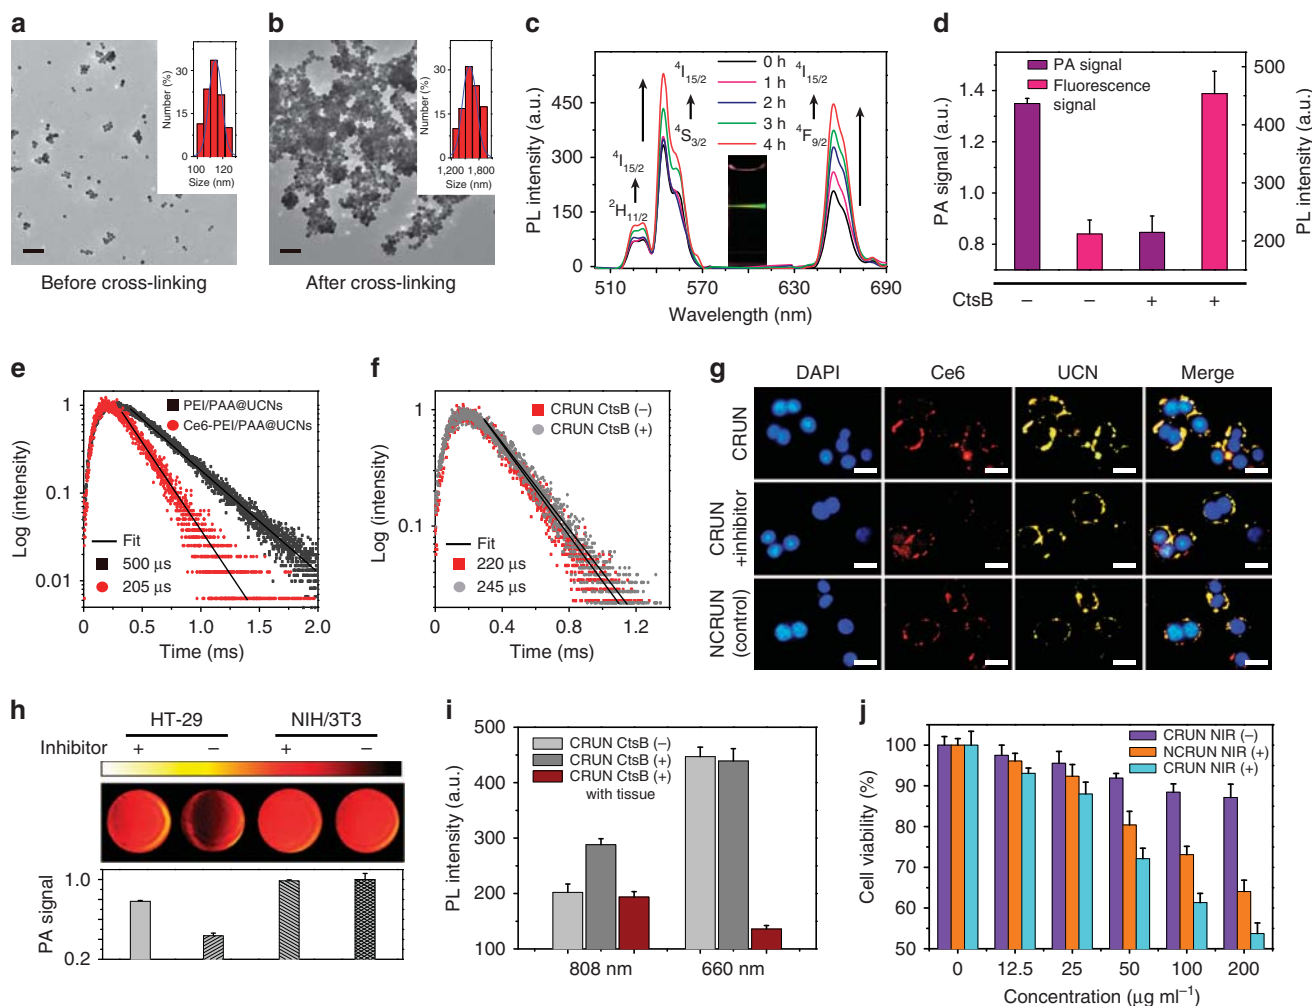 a
Number (%)
30
15
0
100 120
Size (nm)
Before cross-linking
b
Number (%)
30
15
0
1,200 1,800
Size (nm)
After cross-linking
c
PL intensity (a.u.)
450
300
150
0
510 570 630 690
Wavelength (nm)
⁴I₁₅/₂
²H₁₁/₂
⁴I₁₅/₂
⁴S₃/₂
0 h
1 h
2 h
3 h
4 h
⁴I₁₅/₂
⁴F₉/₂
d
PA signal (a.u.)
1.4
1.2
1.0
0.8
PA signal
Fluorescence
signal
500
400
300
200
PL intensity (a.u.)
CtsB – – + +
e
Log (intensity)
1
0.1
0.01
PEI/PAA@UCNs
Ce6-PEI/PAA@UCNs
Fit
500 µs
205 µs
0 0.5 1.0 1.5 2.0
Time (ms)
f
Log (intensity)
1
0.1
CRUN CtsB (–)
CRUN CtsB (+)
Fit
220 µs
245 µs
0 0.4 0.8 1.2
Time (ms)
g
DAPI Ce6 UCN Merge
CRUN
CRUN
+inhibitor
NCRUN
(control)
h
HT-29 NIH/3T3
Inhibitor + – + –
PA signal
1.0
0.2
i
PL intensity (a.u.)
500
400
300
200
100
CRUN CtsB (–)
CRUN CtsB (+)
CRUN CtsB (+)
with tissue
808 nm 660 nm
j
Cell viability (%)
100
90
80
70
60
50
CRUN NIR (–)
NCRUN NIR (+)
CRUN NIR (+)
0 12.5 25 50 100 200
Concentration (µg ml⁻¹)